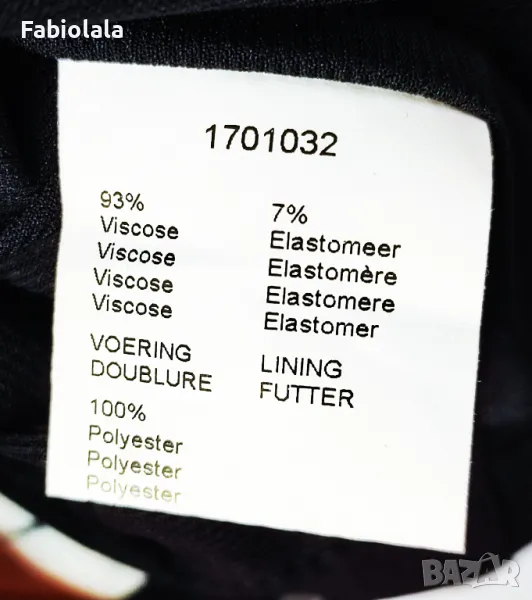 Fabiolala
1701032
93%
Viscose
Viscose
Viscose
Viscose
7%
Elastomeer
Elastomère
Elastomere
Elastomer
VOERING
DOUBLURE
LINING
FUTTER
100%
Polyester
Polyester
Polyester
BAZAR